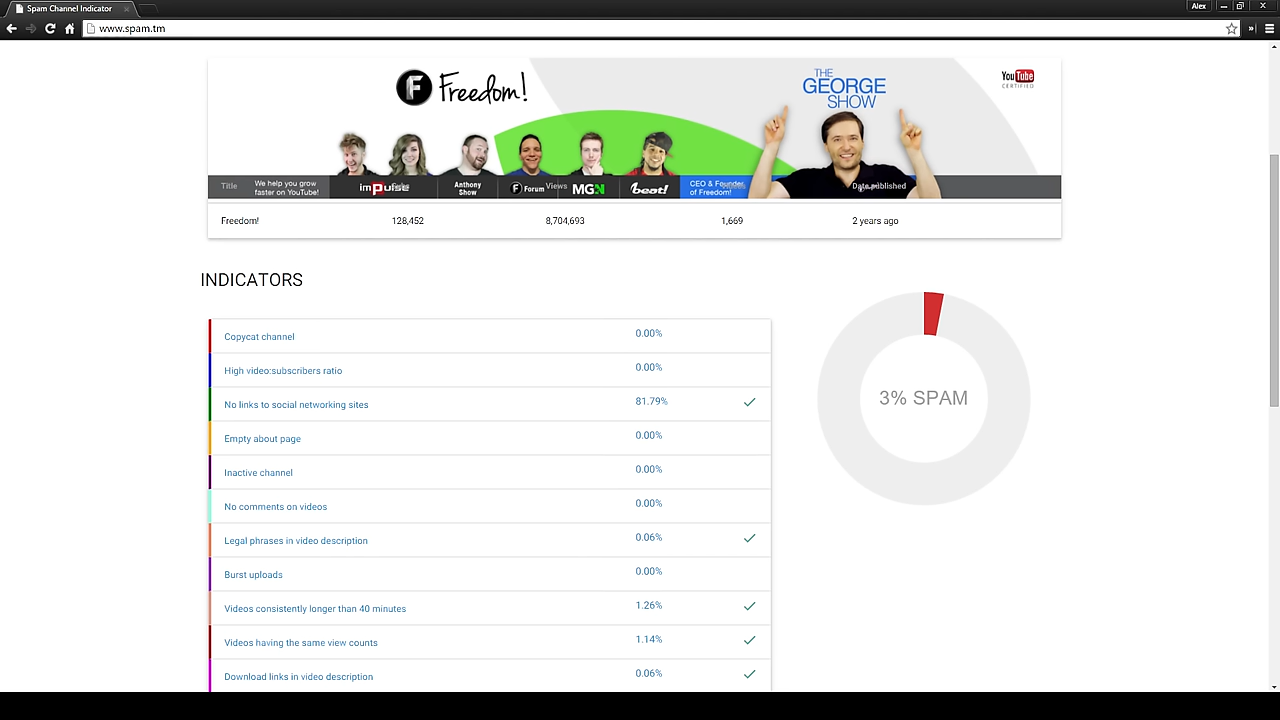 Spam Channel Indicator
Alex
www.spam.tm
F Freedom!
THE
GEORGE
SHOW
YouTube
CERTIFIED
Title
We help you grow
faster on YouTube!
Anthony
Show
F Forum
Views
MGN
beat!
CEO & Founder
of Freedom!
Date published
Freedom!
128,452
8,704,693
1,669
2 years ago
INDICATORS
Copycat channel 0.00%
High video:subscribers ratio 0.00%
No links to social networking sites 81.79%
Empty about page 0.00%
Inactive channel 0.00%
No comments on videos 0.00%
Legal phrases in video description 0.06%
Burst uploads 0.00%
Videos consistently longer than 40 minutes 1.26%
Videos having the same view counts 1.14%
Download links in video description 0.06%
3% SPAM